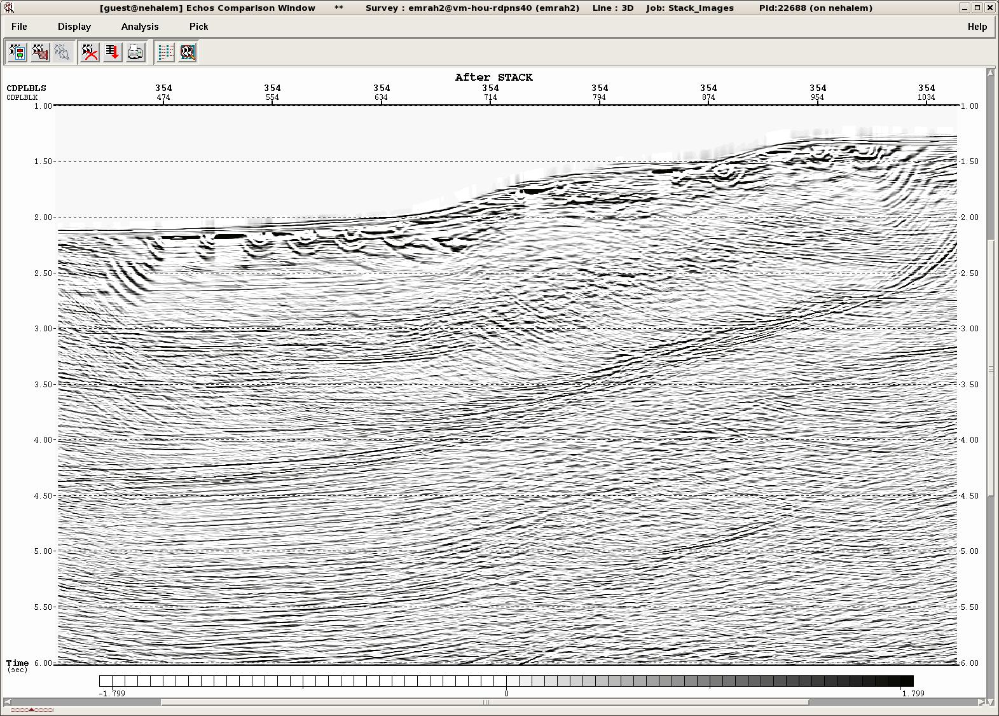 [guest@nehalem] Echos Comparison Window ** Survey : emrah2@vm-hou-rdpns40 (emrah2) Line : 3D Job: Stack_Images Pid:22688 (on nehalem)
File Display Analysis Pick Help
After STACK
CDPLBLS 354 354 354 354 354 354 354 354
CDPLBLX 474 554 634 714 794 874 954 1034
1.00 1.00
1.50 1.50
2.00 2.00
2.50 2.50
3.00 3.00
3.50 3.50
4.00 4.00
4.50 4.50
5.00 5.00
5.50 5.50
Time 6.00 6.00
(sec)
-1.799 0 1.799